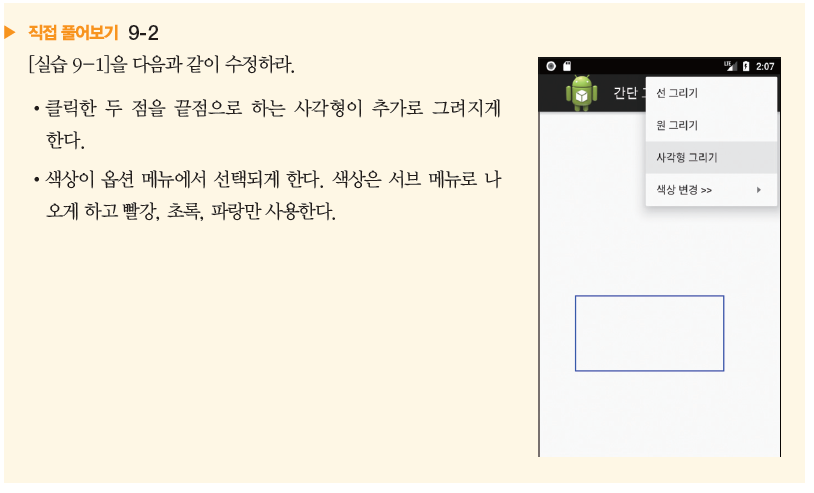 ▶ 직접 풀어보기 9-2
[실습 9-1]을 다음과 같이 수정하라.
• 클릭한 두 점을 끝점으로 하는 사각형이 추가로 그려지게
한다.
• 색상이 옵션 메뉴에서 선택되게 한다. 색상은 서브 메뉴로 나
오게 하고 빨강, 초록, 파랑만 사용한다.
LTE 2:07
간단
선 그리기
원 그리기
사각형 그리기
색상 변경 >>